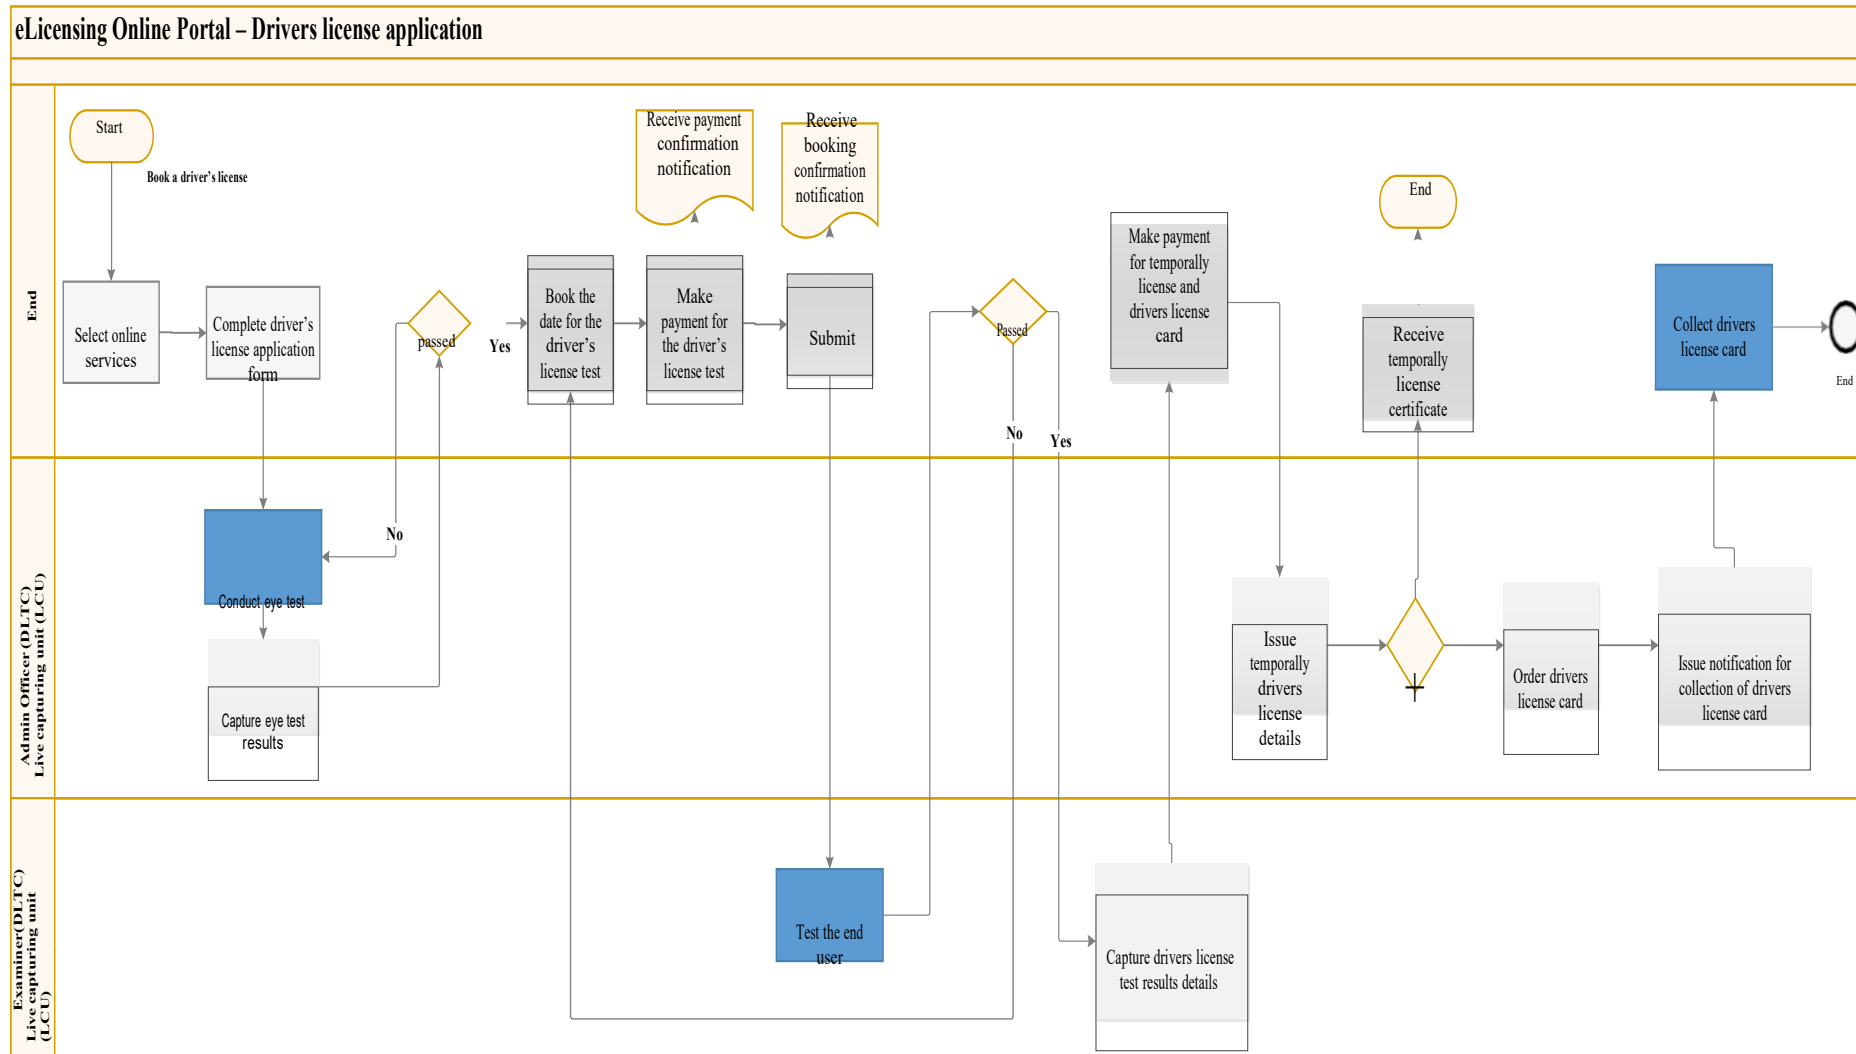 eLicensing Online Portal – Drivers license application
End
Start
Book a driver's license
Select online
services
Complete driver's
license application
form
passed
No
Yes
Book the
date for the
driver's
license test
Make
payment for
the driver's
license test
Submit
Receive payment
confirmation
notification
Receive
booking
confirmation
notification
Passed
No
Yes
Make payment
for temporally
license and
drivers license
card
End
Receive
temporally
license
certificate
Collect drivers
license card
End
Admin Officer (DLTC)
Live capturing unit (LCU)
Conduct eye test
Capture eye test
results
Issue
temporally
drivers
license
details
Order drivers
license card
Issue notification for
collection of drivers
license card
Examiner(DLTC)
Live capturing unit
(LCU)
Test the end
user
Capture drivers license
test results details